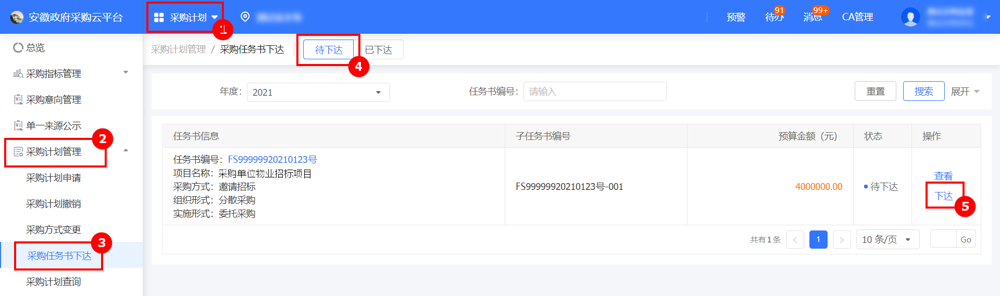 安徽政府采购云平台
采购计划
1
预警
待办
91
消息
99+
CA管理
总览
采购指标管理
采购意向管理
单一来源公示
采购计划管理
2
采购计划申请
采购计划撤销
采购方式变更
采购任务书下达
3
采购计划查询
采购计划管理 / 采购任务书下达
待下达
已下达
4
年度： 2021
任务书编号： 请输入
重置
搜索
展开
任务书信息 子任务书编号 预算金额（元） 状态 操作
任务书编号：FS99999920210123号
项目名称：采购单位物业招标项目
采购方式：邀请招标
组织形式：分散采购
实施形式：委托采购
FS99999920210123号-001
4000000.00
待下达
查看
下达
5
共有1条 < 1 > 10 条/页 Go